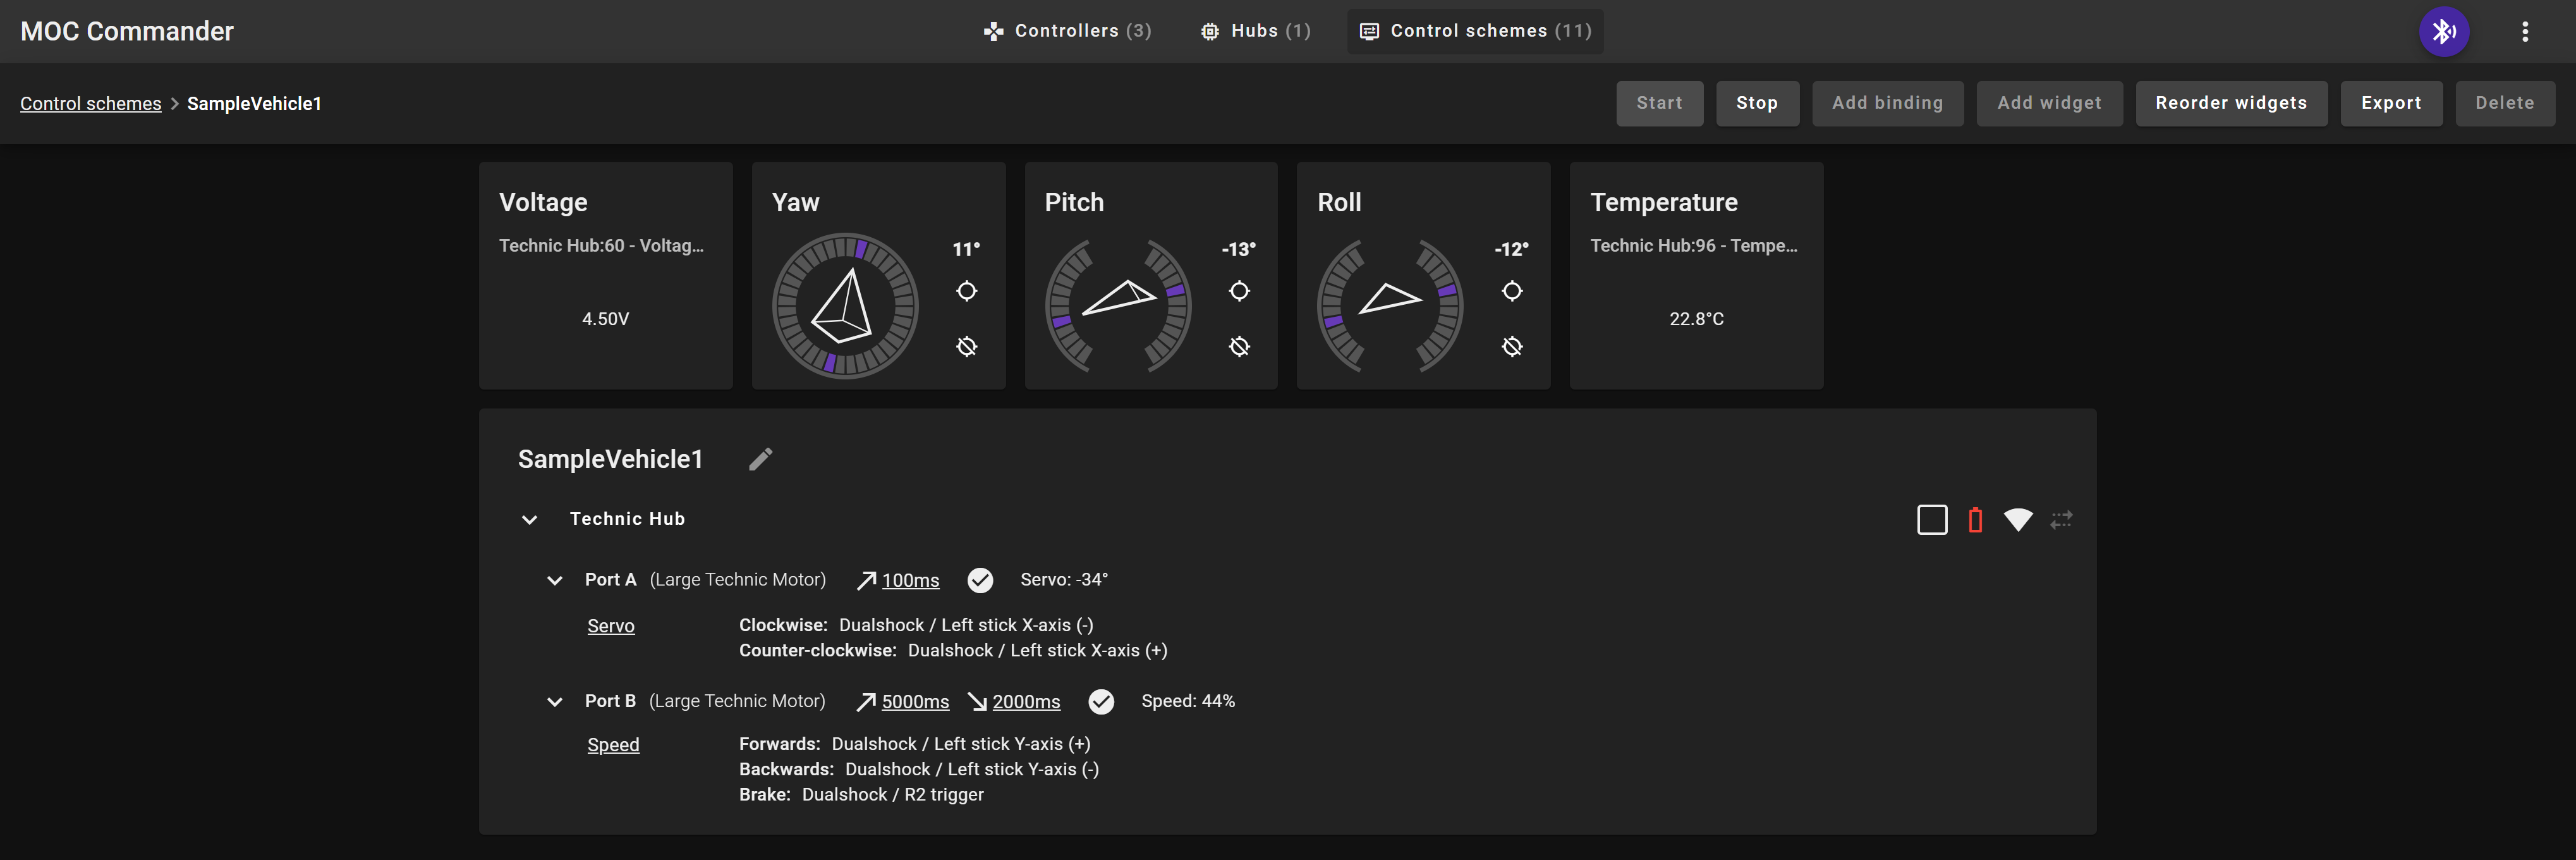 MOC Commander
Controllers (3)
Hubs (1)
Control schemes (11)
Control schemes > SampleVehicle1
Start
Stop
Add binding
Add widget
Reorder widgets
Export
Delete
Voltage
Technic Hub:60 - Voltag...
4.50V
Yaw
11°
Pitch
-13°
Roll
-12°
Temperature
Technic Hub:96 - Tempe...
22.8°C
SampleVehicle1
Technic Hub
Port A (Large Technic Motor) 100ms Servo: -34°
Servo
Clockwise: Dualshock / Left stick X-axis (-)
Counter-clockwise: Dualshock / Left stick X-axis (+)
Port B (Large Technic Motor) 5000ms 2000ms Speed: 44%
Speed
Forwards: Dualshock / Left stick Y-axis (+)
Backwards: Dualshock / Left stick Y-axis (-)
Brake: Dualshock / R2 trigger